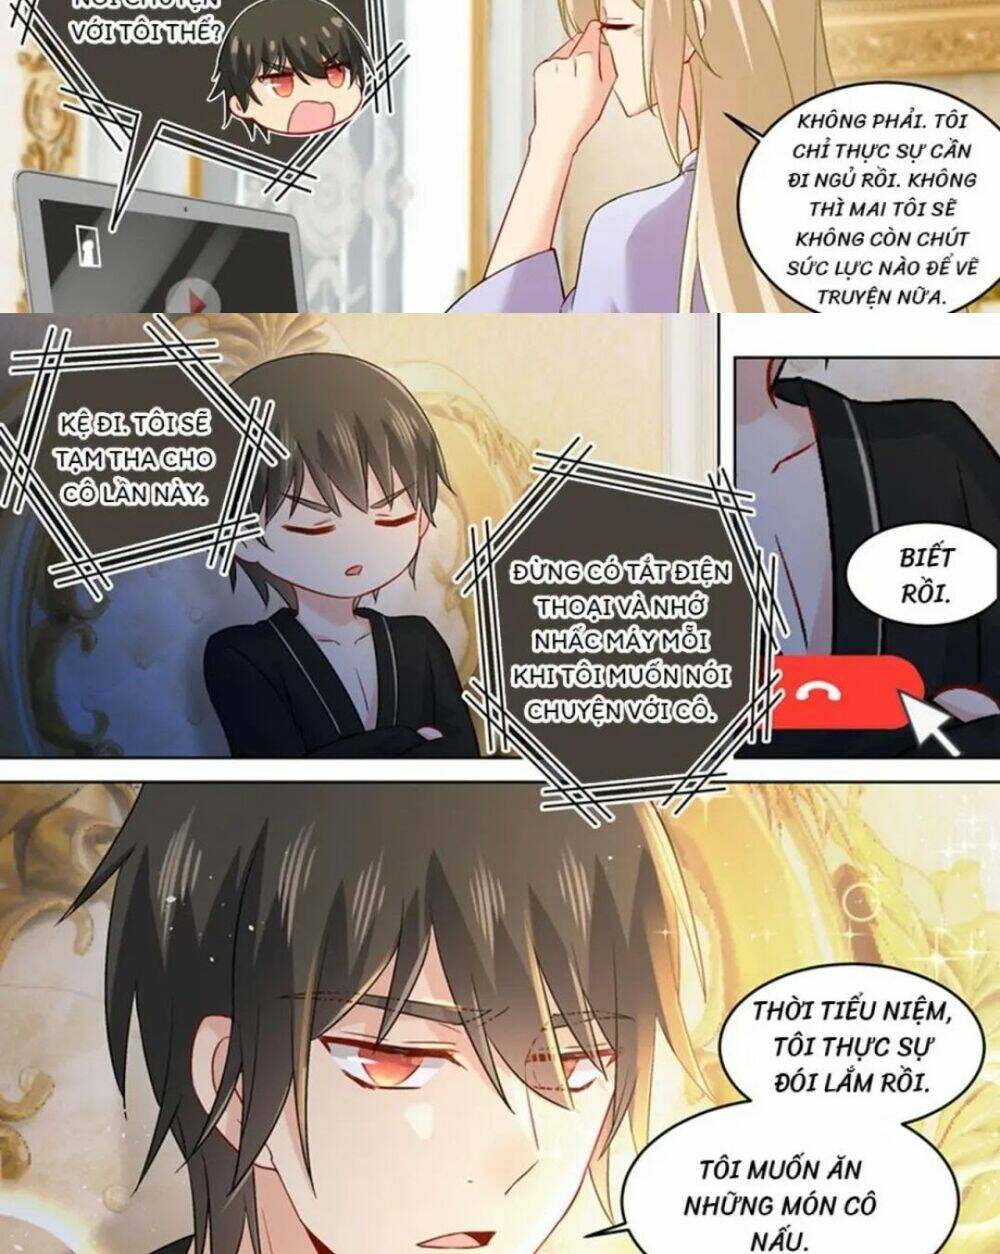 NÓI CHUYỆN
VỚI TÔI THẾ?
KHÔNG PHẢI. TÔI
CHỈ THỰC SỰ CẦN
ĐI NGỦ RỒI. KHÔNG
THÌ MAI TÔI SẼ
KHÔNG CÒN CHÚT
SỨC LỰC NÀO ĐỂ VẼ
TRUYỆN NỮA.
KỆ ĐI. TÔI SẼ
TẠM THA CHO
CÔ LẦN NÀY.
ĐỪNG CÓ TẮT ĐIỆN
THOẠI VÀ NHỚ
NHẤC MÁY MỖI
KHI TÔI MUỐN NÓI
CHUYỆN VỚI CÔ.
BIẾT
RỒI.
THỜI TIỂU NIỆM,
TÔI THỰC SỰ
ĐÓI LẮM RỒI.
TÔI MUỐN ĂN
NHỮNG MÓN CÔ
NẤU.